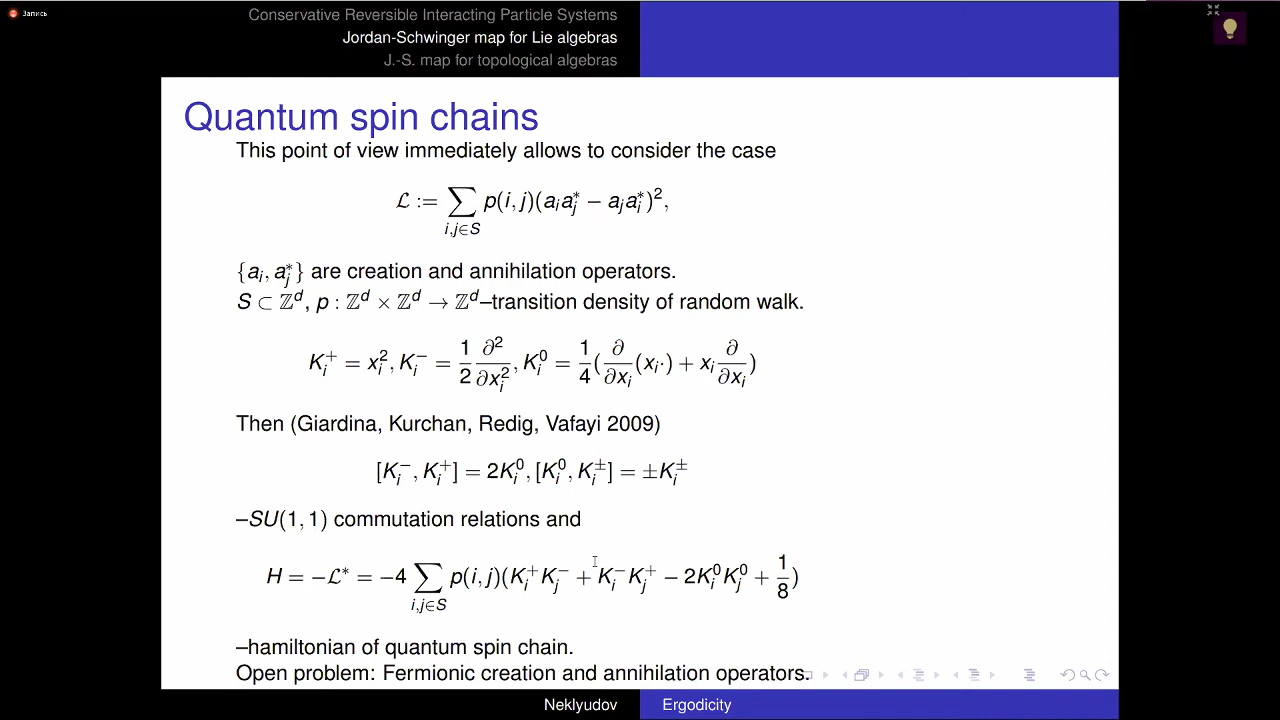 Запись
Conservative Reversible Interacting Particle Systems
Jordan-Schwinger map for Lie algebras
J.-S. map for topological algebras
Quantum spin chains
This point of view immediately allows to consider the case
ℒ := ∑_{i,j∈S} p(i,j)(a_i a_j^* − a_j a_i^*)²,
{a_i, a_j^*} are creation and annihilation operators.
S ⊂ ℤ^d, p : ℤ^d × ℤ^d → ℤ^d–transition density of random walk.
K_i^+ = x_i², K_i^− = 1/2 ∂²/∂x_i², K_i^0 = 1/4(∂/∂x_i (x_i·) + x_i ∂/∂x_i)
Then (Giardina, Kurchan, Redig, Vafayi 2009)
[K_i^−, K_i^+] = 2K_i^0, [K_i^0, K_i^±] = ±K_i^±
–SU(1,1) commutation relations and
H = −ℒ^* = −4 ∑_{i,j∈S} p(i,j)(K_i^+ K_j^− + K_i^− K_j^+ − 2K_i^0 K_j^0 + 1/8)
–hamiltonian of quantum spin chain.
Open problem: Fermionic creation and annihilation operators.
Neklyudov Ergodicity